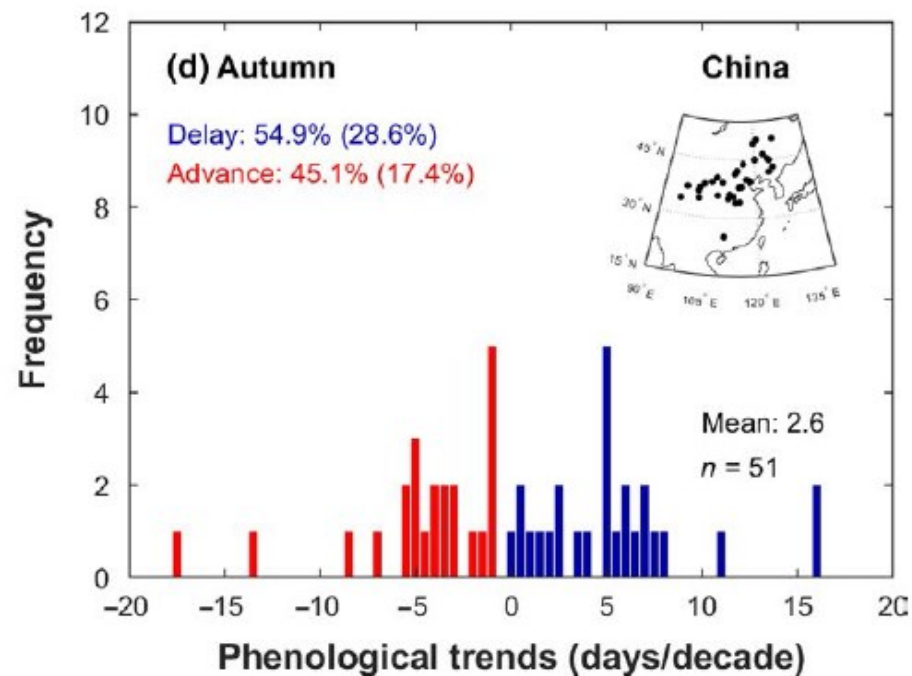 (d) Autumn
China
Delay: 54.9% (28.6%)
Advance: 45.1% (17.4%)
45°N
30°N
15°N
90°E
105°E
120°E
135°E
Mean: 2.6
n = 51
12
10
8
6
4
2
0
Frequency
–20
–15
–10
–5
0
5
10
15
20
Phenological trends (days/decade)